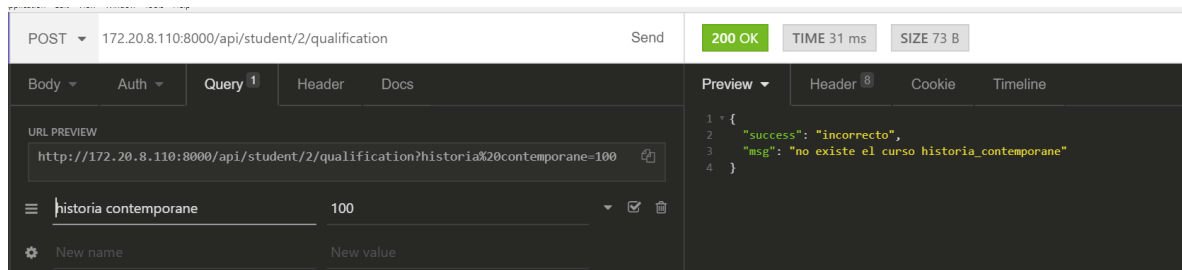 POST 172.20.8.110:8000/api/student/2/qualification Send
200 OK TIME 31 ms SIZE 73 B
Body Auth Query 1 Header Docs
Preview Header 8 Cookie Timeline
URL PREVIEW
http://172.20.8.110:8000/api/student/2/qualification?historia%20contemporane=100
historia contemporane 100
New name New value
1 {
2 "success": "incorrecto",
3 "msg": "no existe el curso historia_contemporane"
4 }